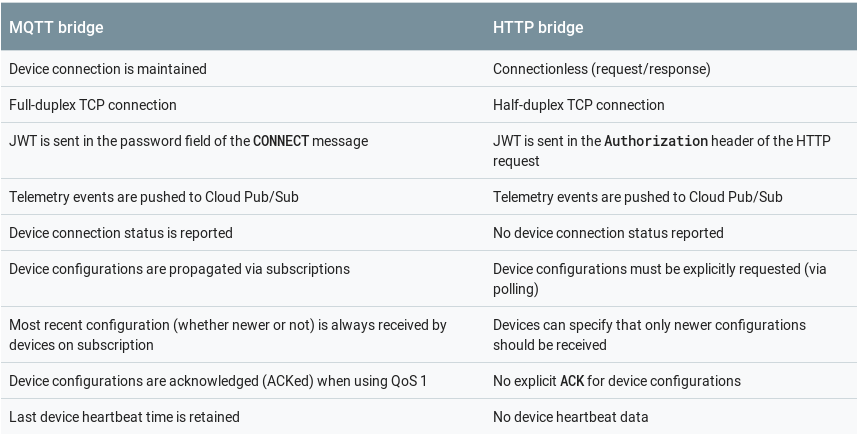 MQTT bridge HTTP bridge
Device connection is maintained Connectionless (request/response)
Full-duplex TCP connection Half-duplex TCP connection
JWT is sent in the password field of the CONNECT message JWT is sent in the Authorization header of the HTTP
request
Telemetry events are pushed to Cloud Pub/Sub Telemetry events are pushed to Cloud Pub/Sub
Device connection status is reported No device connection status reported
Device configurations are propagated via subscriptions Device configurations must be explicitly requested (via
polling)
Most recent configuration (whether newer or not) is always received by Devices can specify that only newer configurations
devices on subscription should be received
Device configurations are acknowledged (ACKed) when using QoS 1 No explicit ACK for device configurations
Last device heartbeat time is retained No device heartbeat data